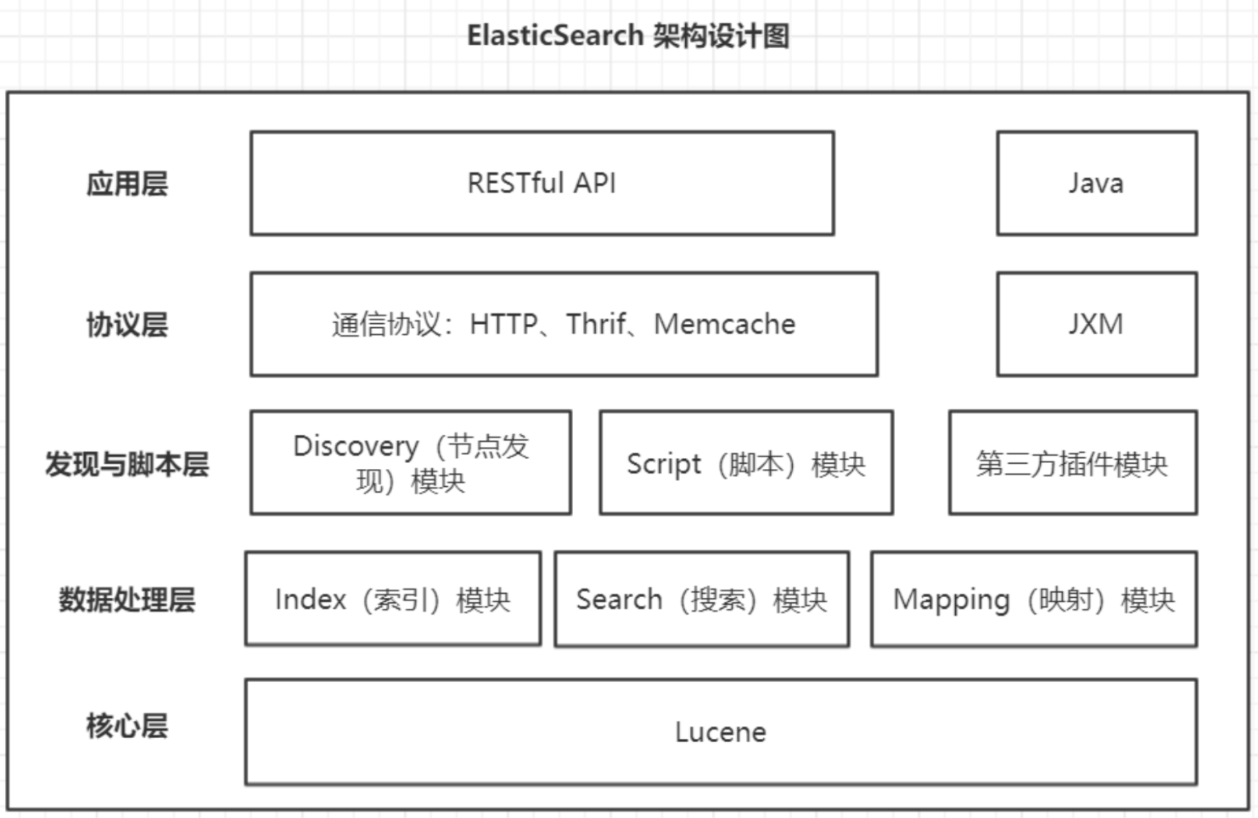 ElasticSearch 架构设计图
应用层
RESTful API
Java
协议层
通信协议：HTTP、Thrif、Memcache
JXM
发现与脚本层
Discovery（节点发
现）模块
Script（脚本）模块
第三方插件模块
数据处理层
Index（索引）模块
Search（搜索）模块
Mapping（映射）模块
核心层
Lucene